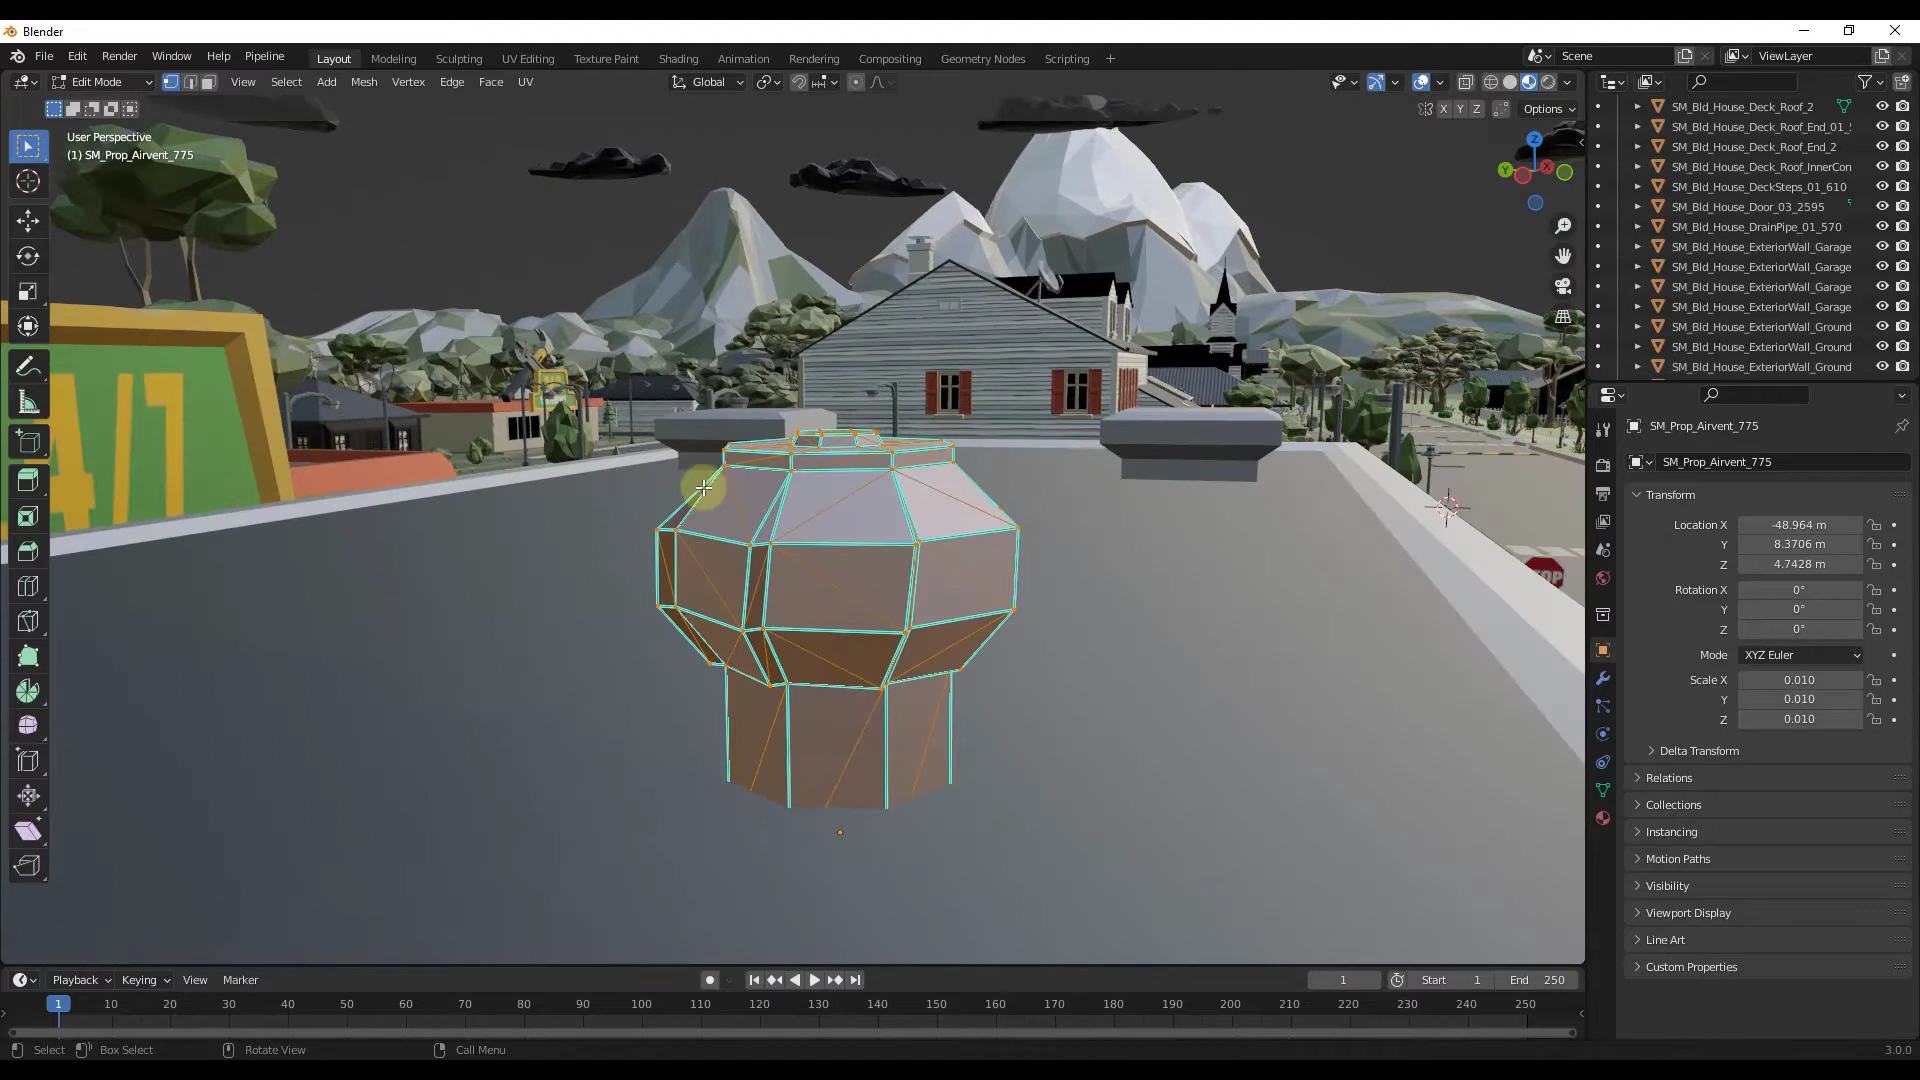 Blender
File Edit Render Window Help Pipeline
Layout Modeling Sculpting UV Editing Texture Paint Shading Animation Rendering Compositing Geometry Nodes Scripting +
Scene ViewLayer
Edit Mode View Select Add Mesh Vertex Edge Face UV Global
X Y Z Options
User Perspective
(1) SM_Prop_Airvent_775
Z
Y X
A/1
STOP
SM_Bld_House_Deck_Roof_2
SM_Bld_House_Deck_Roof_End_01_
SM_Bld_House_Deck_Roof_End_2
SM_Bld_House_Deck_Roof_InnerCorr
SM_Bld_House_DeckSteps_01_610
SM_Bld_House_Door_03_2595
SM_Bld_House_DrainPipe_01_570
SM_Bld_House_ExteriorWall_Garage
SM_Bld_House_ExteriorWall_Garage
SM_Bld_House_ExteriorWall_Garage
SM_Bld_House_ExteriorWall_Garage
SM_Bld_House_ExteriorWall_Ground
SM_Bld_House_ExteriorWall_Ground
SM_Bld_House_ExteriorWall_Ground
SM_Prop_Airvent_775
SM_Prop_Airvent_775
Transform
Location X -48.964 m
Y 8.3706 m
Z 4.7428 m
Rotation X 0°
Y 0°
Z 0°
Mode XYZ Euler
Scale X 0.010
Y 0.010
Z 0.010
Delta Transform
Relations
Collections
Instancing
Motion Paths
Visibility
Viewport Display
Line Art
Custom Properties
Playback Keying View Marker 1 Start 1 End 250
1 10 20 30 40 50 60 70 80 90 100 110 120 130 140 150 160 170 180 190 200 210 220 230 240 250
Select Box Select Rotate View Call Menu 3.0.0